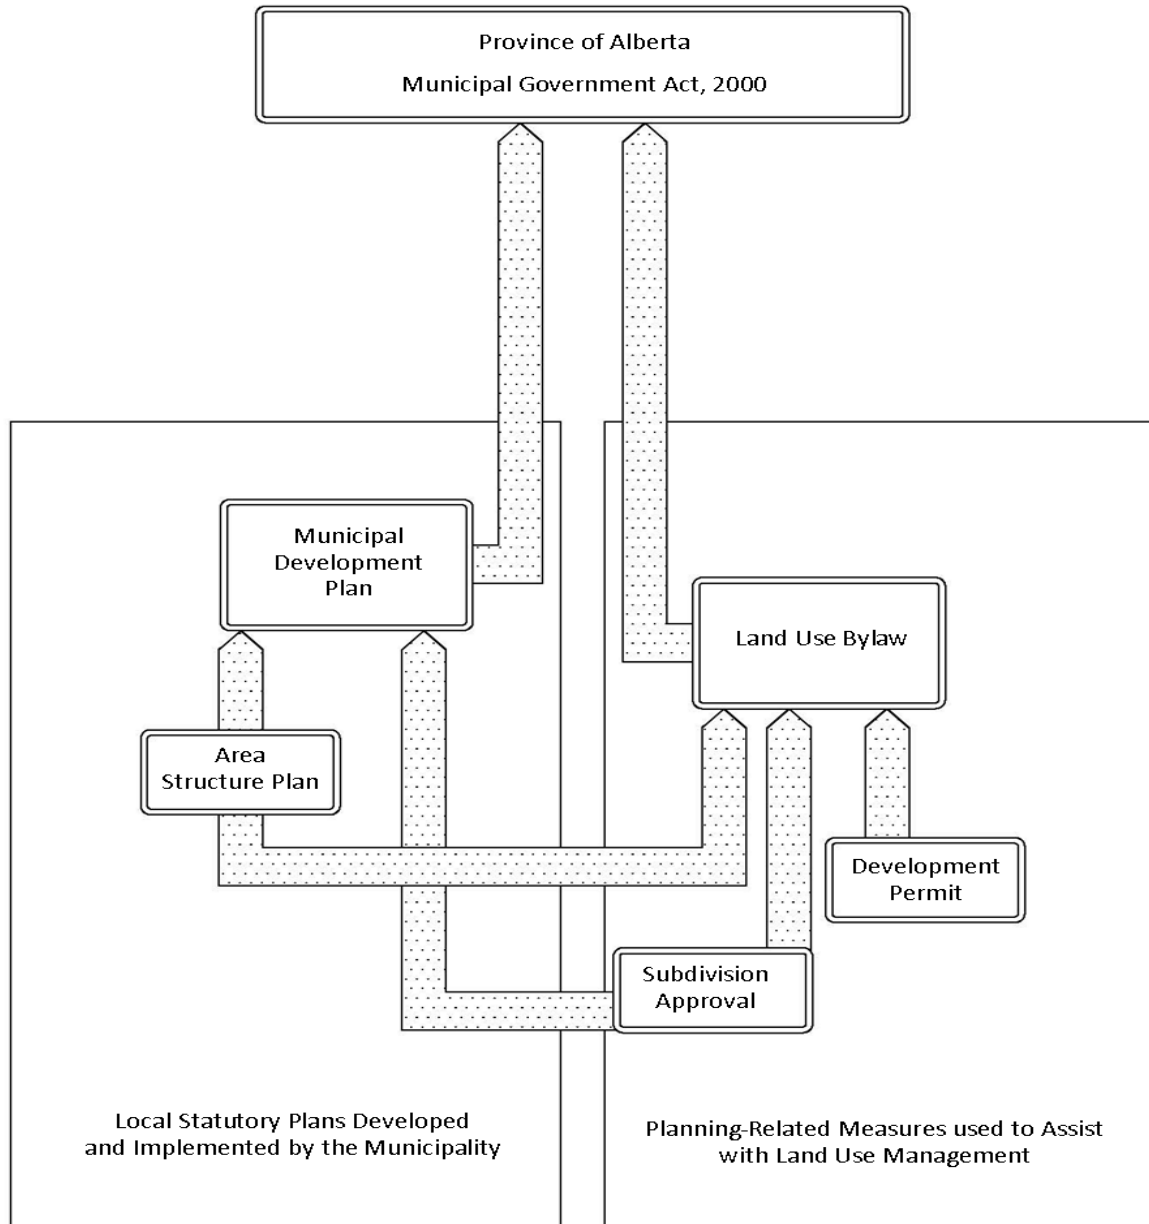 Province of Alberta
Municipal Government Act, 2000
Municipal
Development
Plan
Land Use Bylaw
Area
Structure Plan
Development
Permit
Subdivision
Approval
Local Statutory Plans Developed
and Implemented by the Municipality
Planning-Related Measures used to Assist
with Land Use Management